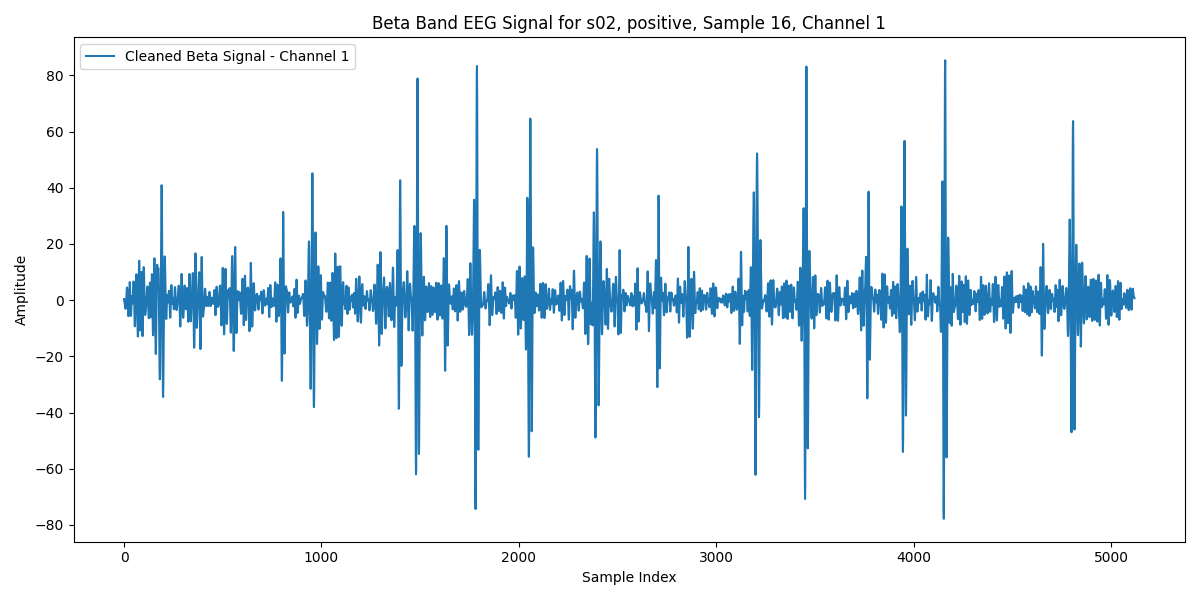 Beta Band EEG Signal for s02, positive, Sample 16, Channel 1
Cleaned Beta Signal - Channel 1
Amplitude
80
60
40
20
0
−20
−40
−60
−80
0 1000 2000 3000 4000 5000
Sample Index